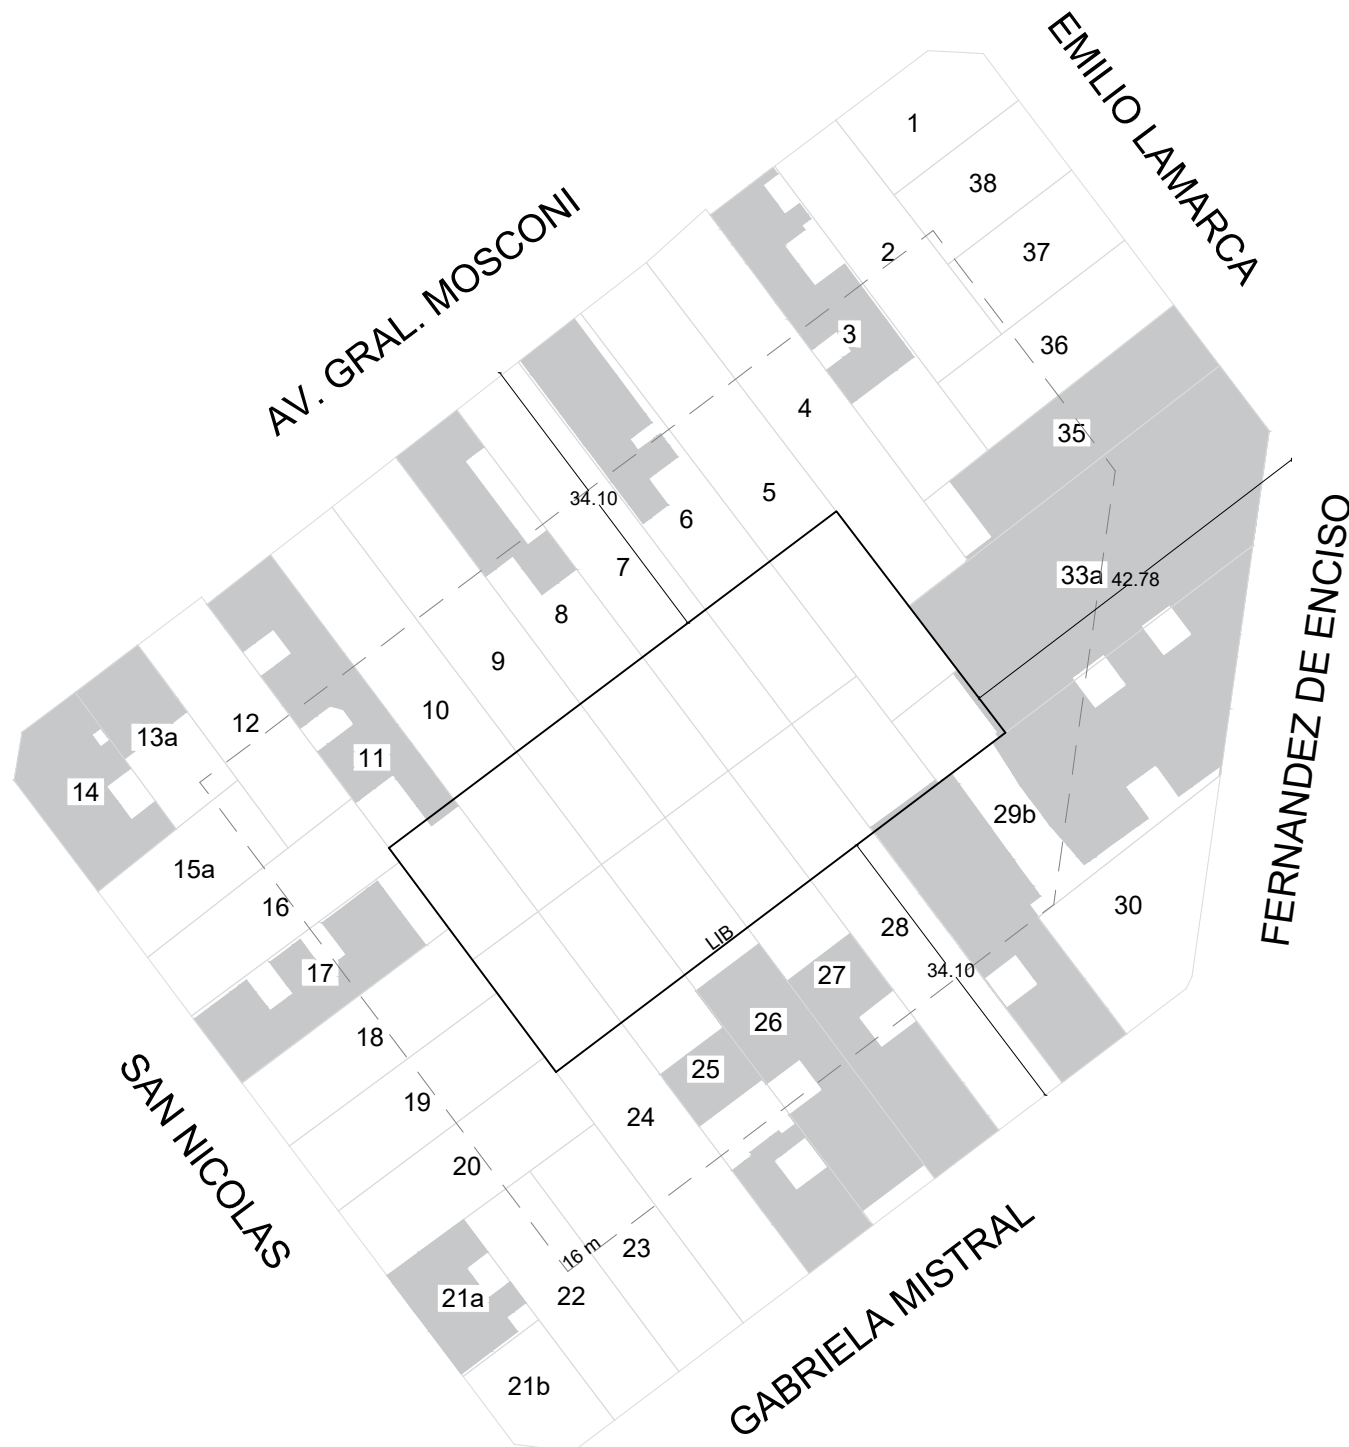 EMILIO LAMARCA
1
38
AV. GRAL. MOSCONI
2
37
3
36
4
35
5
34.10
6
7
33a
42.78
FERNANDEZ DE ENCISO
8
9
10
12
13a
11
14
29b
15a
16
30
28
LIB
17
27
34.10
26
18
25
19
24
SAN NICOLAS
20
23
16 m
22
21a
GABRIELA MISTRAL
21b